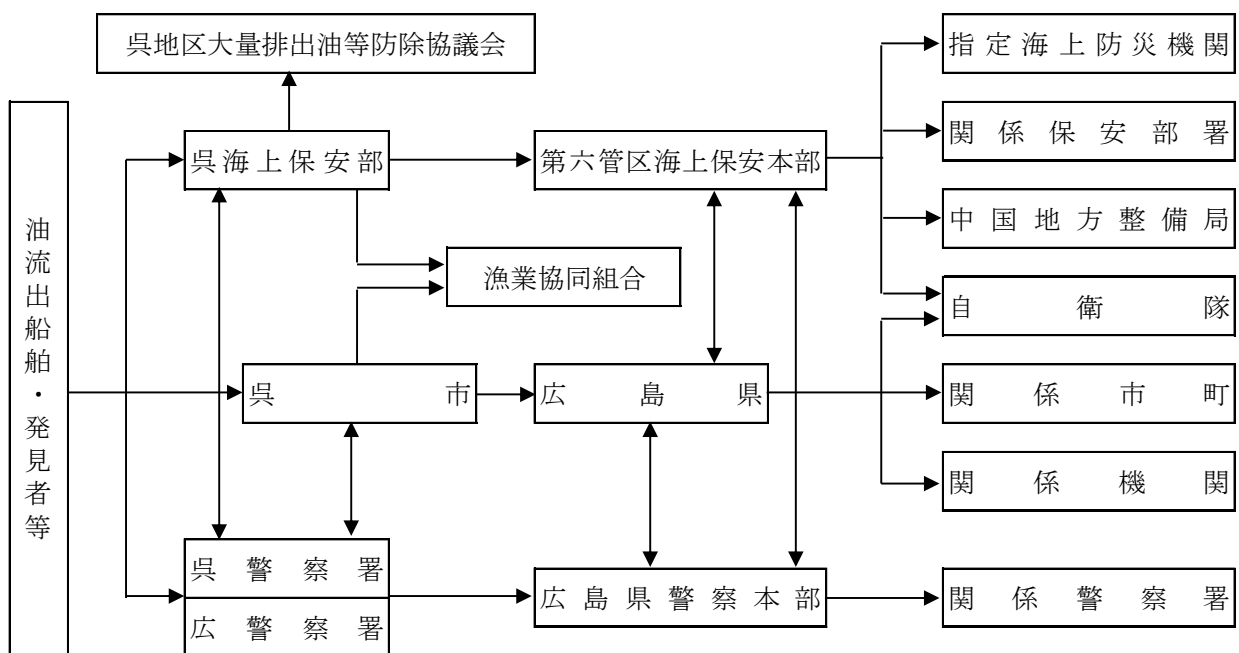 呉地区大量排出油等防除協議会
指定海上防災機関
関係保安部署
呉海上保安部
第六管区海上保安本部
中国地方整備局
油流出船舶・発見者等
漁業協同組合
自衛隊
呉市
広島県
関係市町
関係機関
呉警察署
広警察署
広島県警察本部
関係警察署